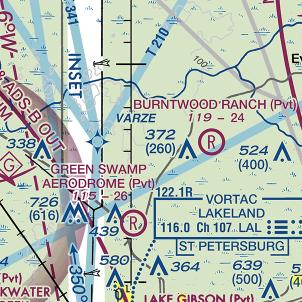 341
T 210
96°W
& ADS-B OUT
INSET
BURNTWOOD RANCH (Pvt)
119 - 24
VARZE
338
372
(260)
R
524
(400)
G
GREEN SWAMP
AERODROME (Pvt)
115 - 26
122.1R
726
(616)
VORTAC
LAKELAND
116.0 Ch 107 LAL
439
R
ST PETERSBURG
350°
580
364
639
(500)
LAKE GIBSON (Pvt)